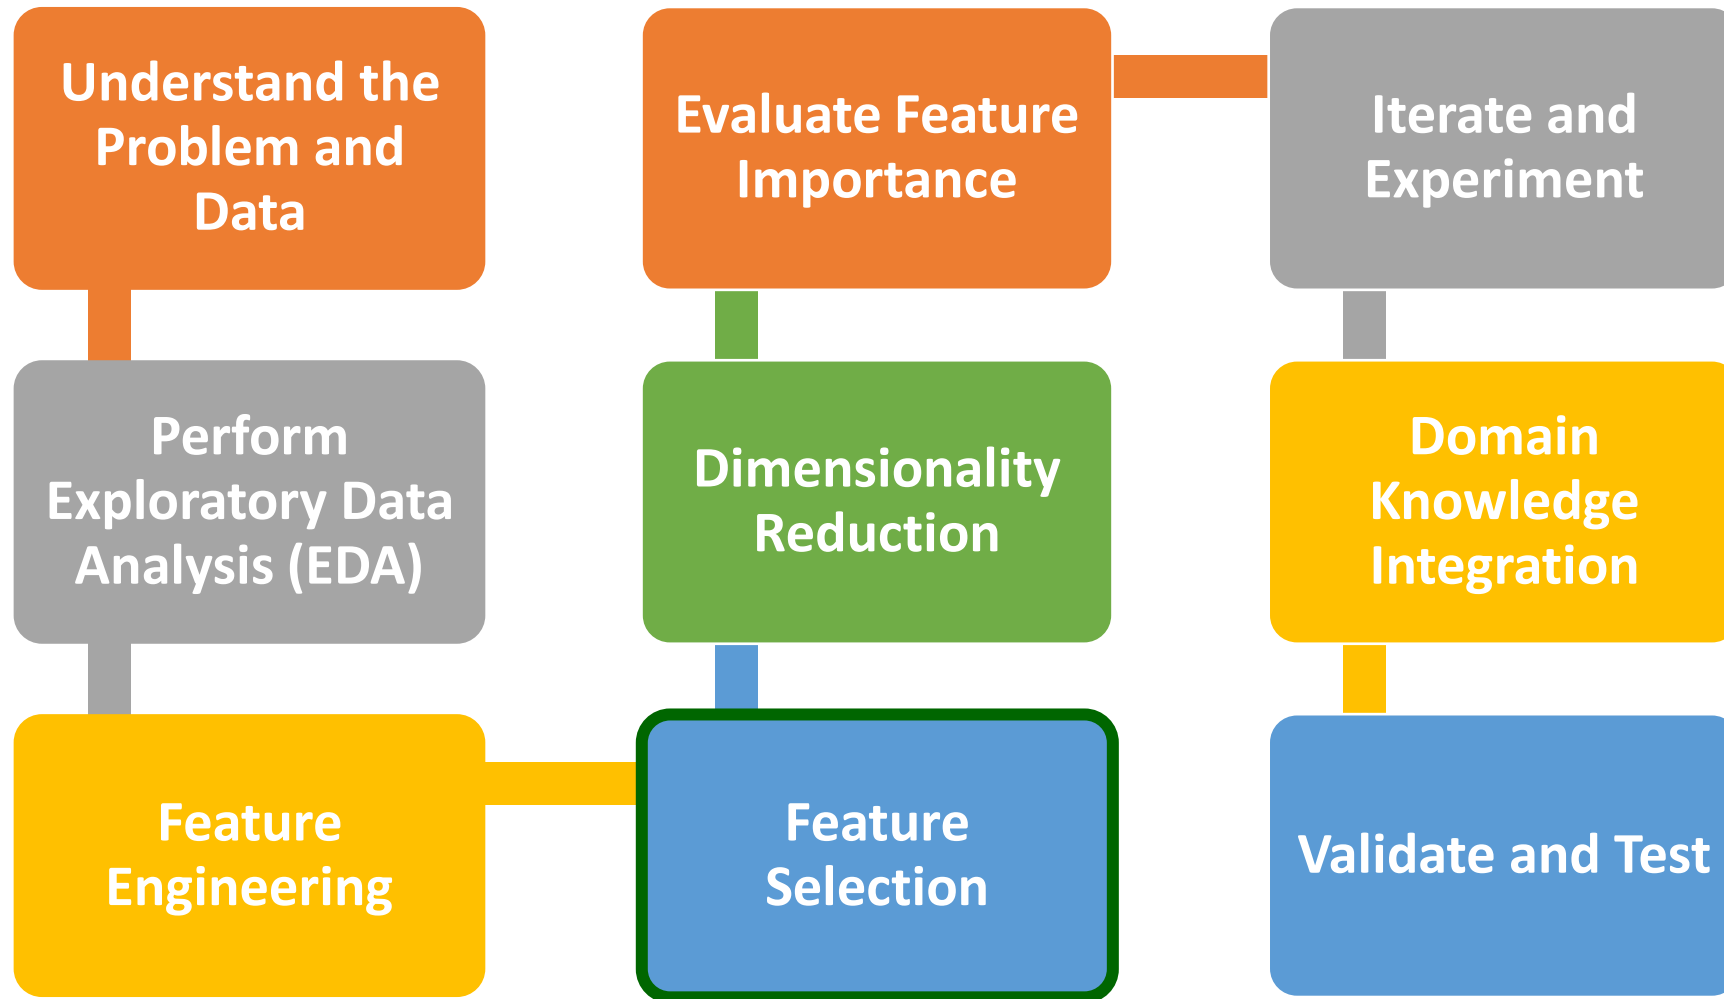 Understand the
Problem and
Data
Perform
Exploratory Data
Analysis (EDA)
Feature
Engineering
Feature
Selection
Dimensionality
Reduction
Evaluate Feature
Importance
Iterate and
Experiment
Domain
Knowledge
Integration
Validate and Test